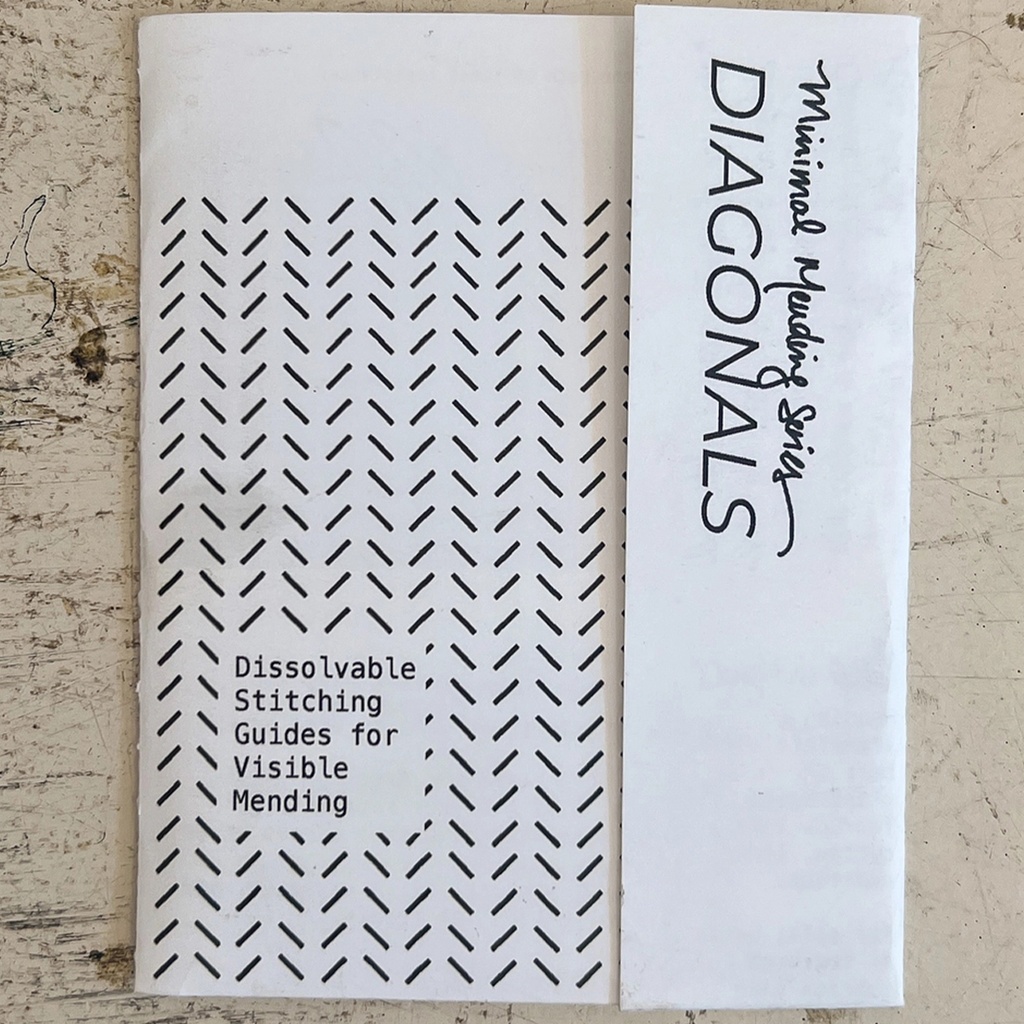 Minimal Mending Series
DIAGONALS
Dissolvable
Stitching
Guides for
Visible
Mending